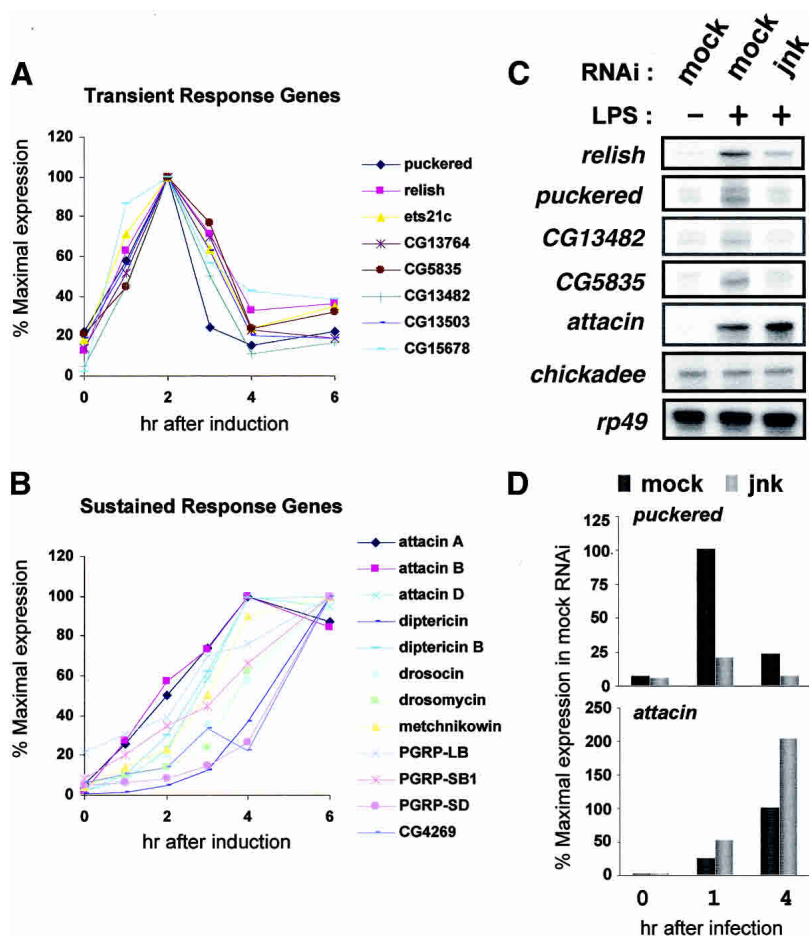 A
Transient Response Genes
% Maximal expression
120
100
80
60
40
20
0
0
2
4
6
hr after induction
puckered
relish
ets21c
CG13764
CG5835
CG13482
CG13503
CG15678
B
Sustained Response Genes
% Maximal expression
120
100
80
60
40
20
0
0
2
4
6
hr after induction
attacin A
attacin B
attacin D
diptericin
diptericin B
drosocin
drosomycin
metchnikowin
PGRP-LB
PGRP-SB1
PGRP-SD
CG4269
C
RNAi : mock mock jnk
LPS : – + +
relish
puckered
CG13482
CG5835
attacin
chickadee
rp49
D
mock jnk
% Maximal expression in mock RNAi
puckered
125
100
75
50
25
0
attacin
250
200
150
100
50
0
0 1 4
hr after infection